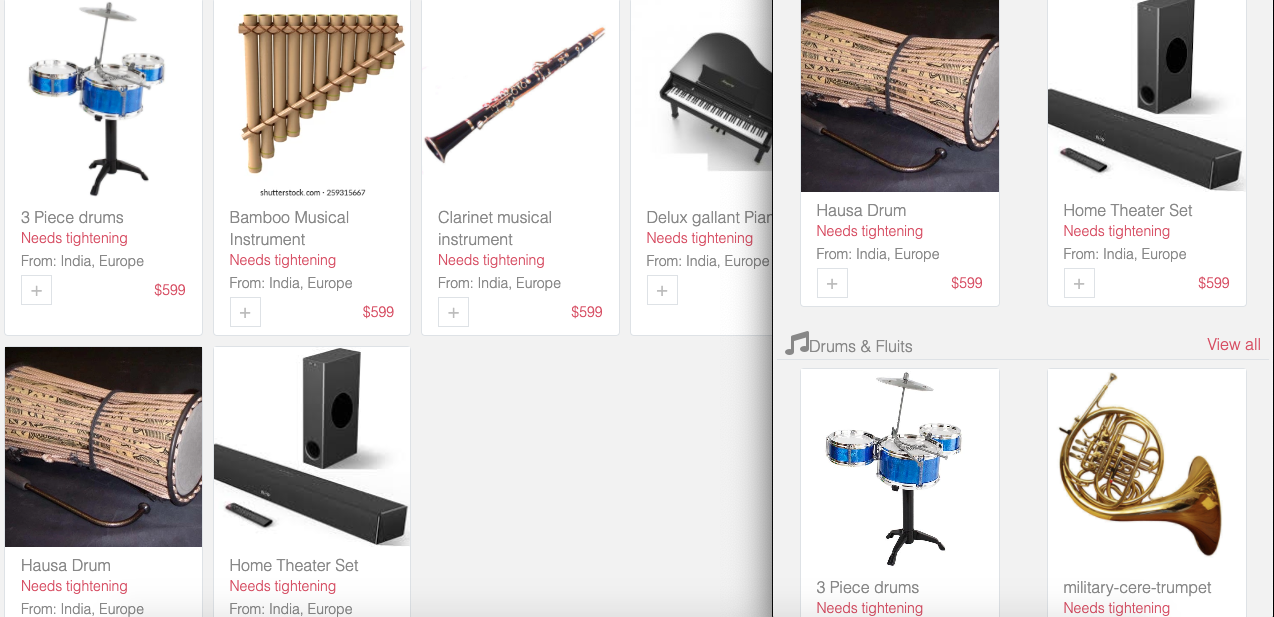 shutterstock.com · 259315667
3 Piece drums
Needs tightening
From: India, Europe
+
$599
Bamboo Musical
Instrument
Needs tightening
From: India, Europe
+
$599
Clarinet musical
instrument
Needs tightening
From: India, Europe
+
$599
Delux gallant Pian
Needs tightening
From: India, Europe
+
Hausa Drum
Needs tightening
From: India, Europe
Home Theater Set
Needs tightening
From: India, Europe
Hausa Drum
Needs tightening
From: India, Europe
+
$599
Home Theater Set
Needs tightening
From: India, Europe
+
$599
Drums & Fluits
View all
3 Piece drums
Needs tightening
military-cere-trumpet
Needs tightening